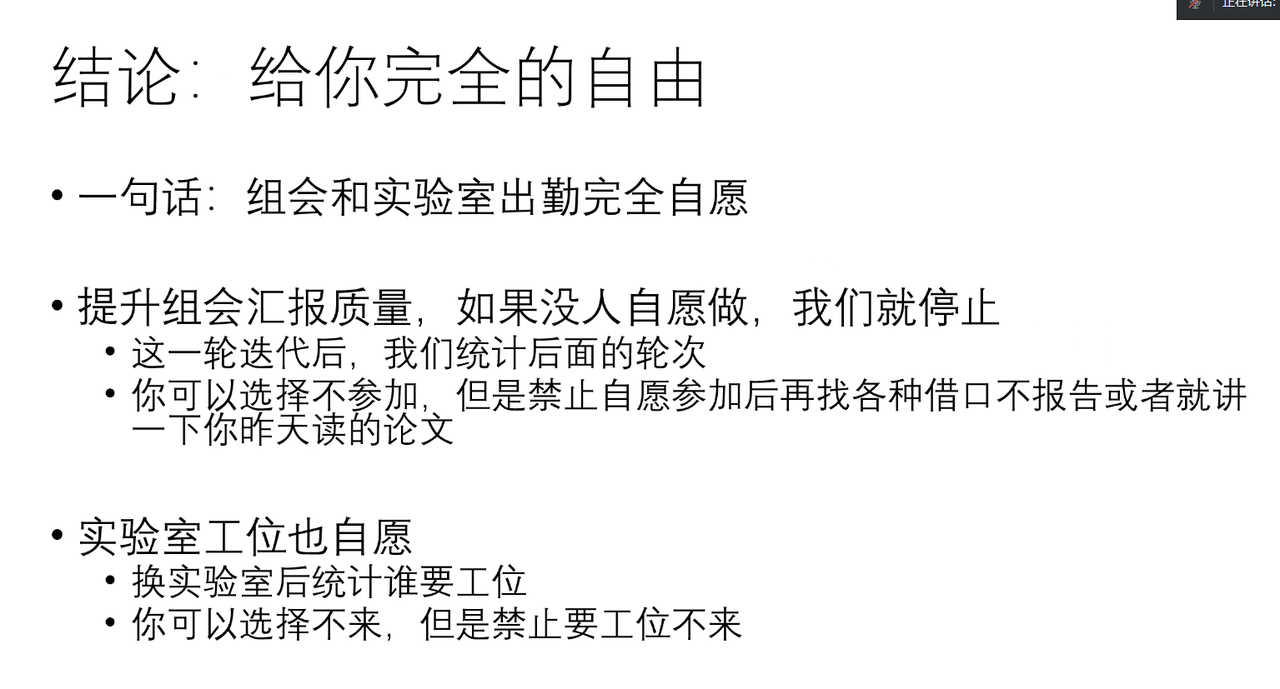 正在讲话:
结论：给你完全的自由
• 一句话：组会和实验室出勤完全自愿
• 提升组会汇报质量，如果没人自愿做，我们就停止
• 这一轮迭代后，我们统计后面的轮次
• 你可以选择不参加，但是禁止自愿参加后再找各种借口不报告或者就讲
一下你昨天读的论文
• 实验室工位也自愿
• 换实验室后统计谁要工位
• 你可以选择不来，但是禁止要工位不来